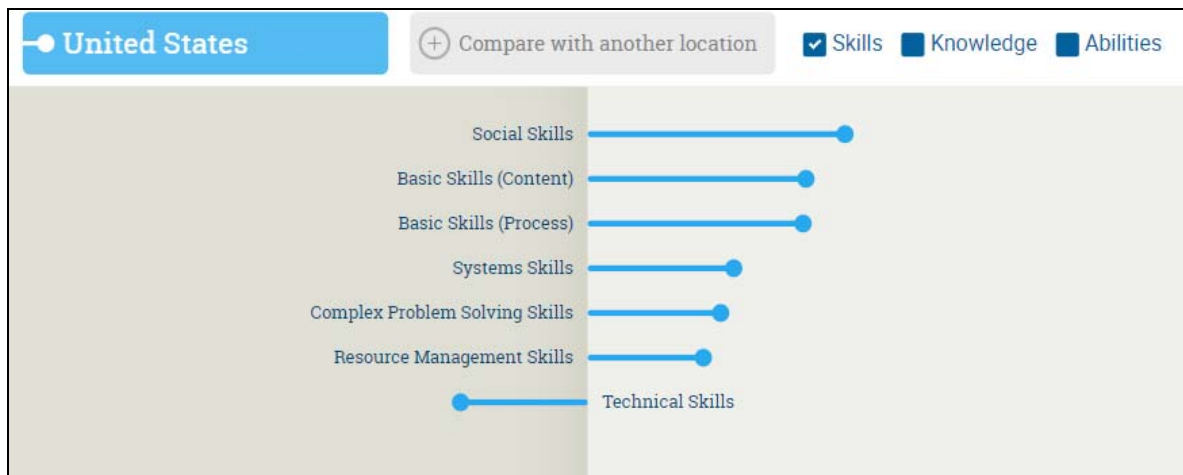 United States
Compare with another location
Skills
Knowledge
Abilities
Social Skills
Basic Skills (Content)
Basic Skills (Process)
Systems Skills
Complex Problem Solving Skills
Resource Management Skills
Technical Skills